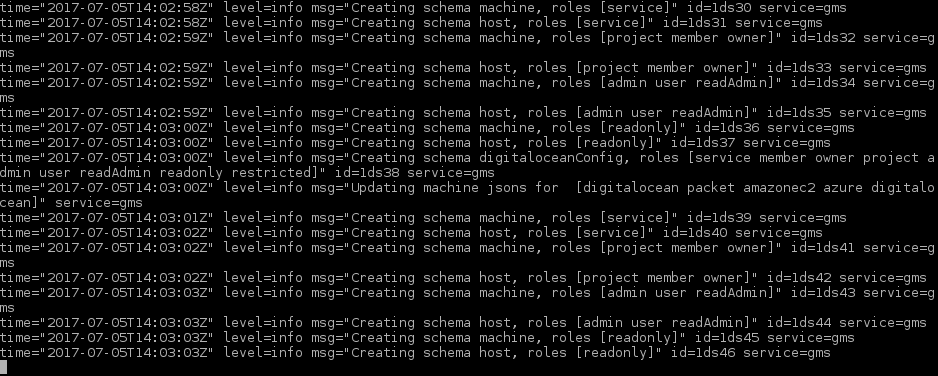 time="2017-07-05T14:02:58Z" level=info msg="Creating schema machine, roles [service]" id=1ds30 service=gms
time="2017-07-05T14:02:58Z" level=info msg="Creating schema host, roles [service]" id=1ds31 service=gms
time="2017-07-05T14:02:59Z" level=info msg="Creating schema machine, roles [project member owner]" id=1ds32 service=g
ms
time="2017-07-05T14:02:59Z" level=info msg="Creating schema host, roles [project member owner]" id=1ds33 service=gms
time="2017-07-05T14:02:59Z" level=info msg="Creating schema machine, roles [admin user readAdmin]" id=1ds34 service=g
ms
time="2017-07-05T14:02:59Z" level=info msg="Creating schema host, roles [admin user readAdmin]" id=1ds35 service=gms
time="2017-07-05T14:03:00Z" level=info msg="Creating schema machine, roles [readonly]" id=1ds36 service=gms
time="2017-07-05T14:03:00Z" level=info msg="Creating schema host, roles [readonly]" id=1ds37 service=gms
time="2017-07-05T14:03:00Z" level=info msg="Creating schema digitaloceanConfig, roles [service member owner project a
dmin user readAdmin readonly restricted]" id=1ds38 service=gms
time="2017-07-05T14:03:00Z" level=info msg="Updating machine jsons for  [digitalocean packet amazonec2 azure digitalo
cean]" service=gms
time="2017-07-05T14:03:01Z" level=info msg="Creating schema machine, roles [service]" id=1ds39 service=gms
time="2017-07-05T14:03:02Z" level=info msg="Creating schema host, roles [service]" id=1ds40 service=gms
time="2017-07-05T14:03:02Z" level=info msg="Creating schema machine, roles [project member owner]" id=1ds41 service=g
ms
time="2017-07-05T14:03:02Z" level=info msg="Creating schema host, roles [project member owner]" id=1ds42 service=gms
time="2017-07-05T14:03:03Z" level=info msg="Creating schema machine, roles [admin user readAdmin]" id=1ds43 service=g
ms
time="2017-07-05T14:03:03Z" level=info msg="Creating schema host, roles [admin user readAdmin]" id=1ds44 service=gms
time="2017-07-05T14:03:03Z" level=info msg="Creating schema machine, roles [readonly]" id=1ds45 service=gms
time="2017-07-05T14:03:03Z" level=info msg="Creating schema host, roles [readonly]" id=1ds46 service=gms